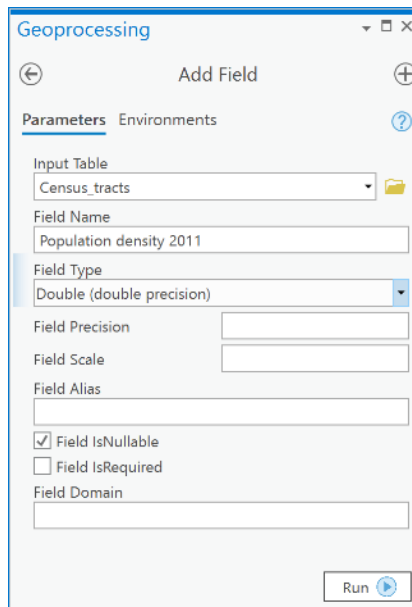 Geoprocessing
Add Field
Parameters Environments
Input Table
Census_tracts
Field Name
Population density 2011
Field Type
Double (double precision)
Field Precision
Field Scale
Field Alias
Field IsNullable
Field IsRequired
Field Domain
Run